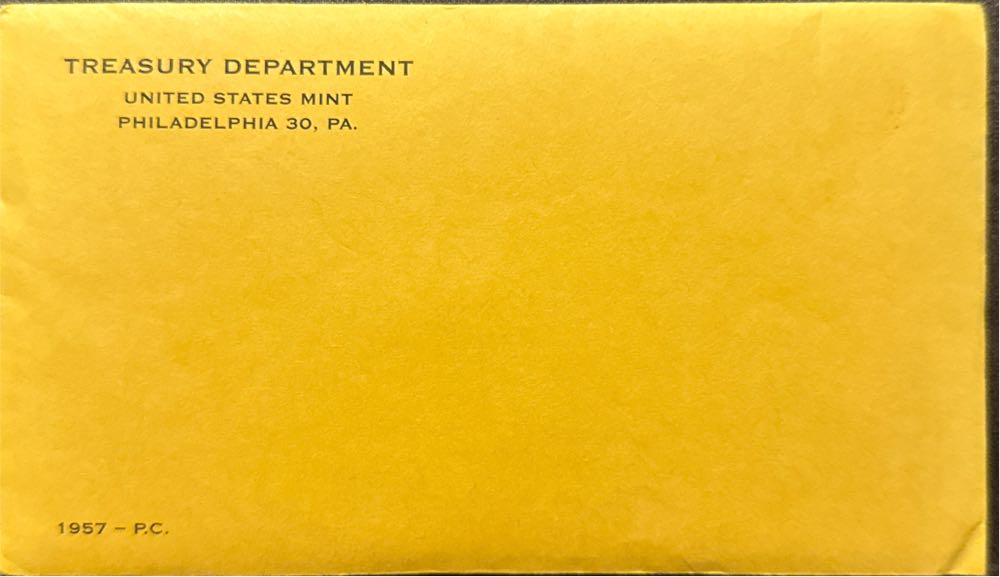 TREASURY DEPARTMENT
UNITED STATES MINT
PHILADELPHIA 30, PA.
1957 – P.C.